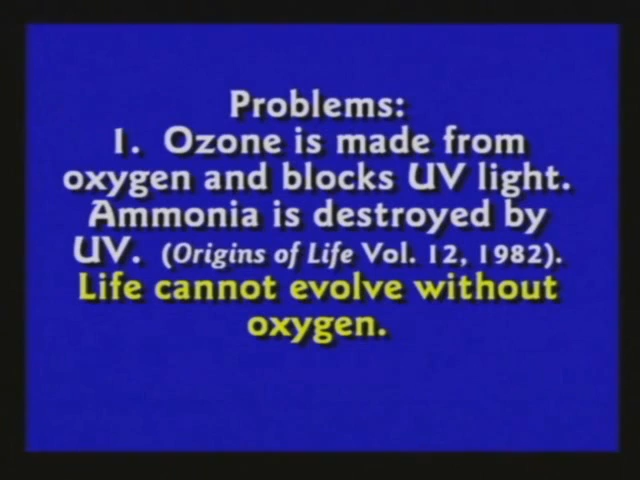 Problems:
1. Ozone is made from
oxygen and blocks UV light.
Ammonia is destroyed by
UV. (Origins of Life Vol. 12, 1982).
Life cannot evolve without
oxygen.